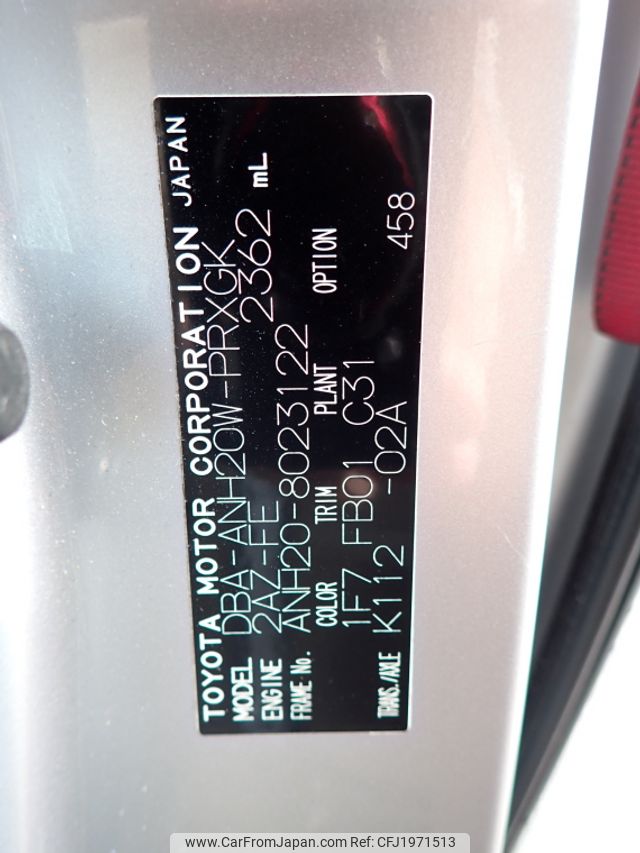 TOYOTA MOTOR CORPORATION JAPAN
MODEL DBA-ANH20W-PRXGK
ENGINE 2AZ-FE 2362 mL
FRAME No. ANH20-8023122
COLOR TRIM PLANT OPTION
1F7 FB01 C31 458
TRANS./AXLE K112 -02A
www.CarFromJapan.com Ref:CFJ1971513